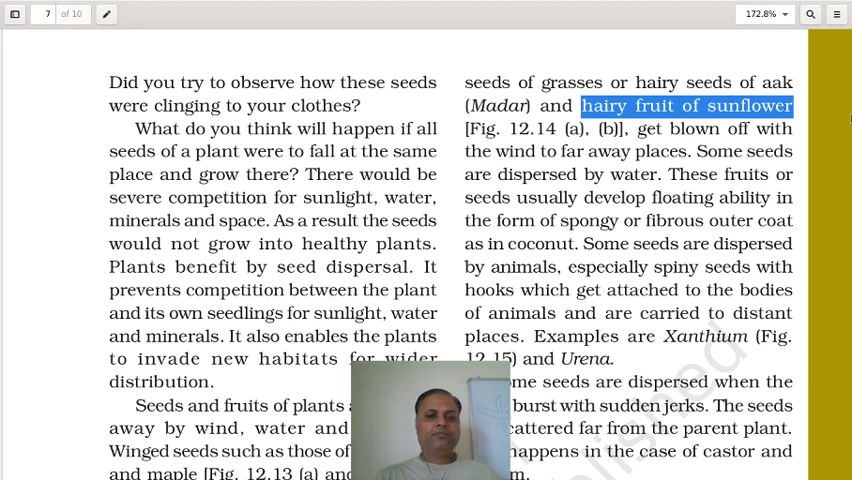 7 of 10
172.8%
Did you try to observe how these seeds
were clinging to your clothes?
What do you think will happen if all
seeds of a plant were to fall at the same
place and grow there? There would be
severe competition for sunlight, water,
minerals and space. As a result the seeds
would not grow into healthy plants.
Plants benefit by seed dispersal. It
prevents competition between the plant
and its own seedlings for sunlight, water
and minerals. It also enables the plants
to invade new habitats for wider
distribution.
Seeds and fruits of plants
away by wind, water and
Winged seeds such as those of
and maple [Fig. 12.13 (a) and
seeds of grasses or hairy seeds of aak
(Madar) and hairy fruit of sunflower
[Fig. 12.14 (a), (b)], get blown off with
the wind to far away places. Some seeds
are dispersed by water. These fruits or
seeds usually develop floating ability in
the form of spongy or fibrous outer coat
as in coconut. Some seeds are dispersed
by animals, especially spiny seeds with
hooks which get attached to the bodies
of animals and are carried to distant
places. Examples are Xanthium (Fig.
12.15) and Urena.
ome seeds are dispersed when the
burst with sudden jerks. The seeds
cattered far from the parent plant.
happens in the case of castor and